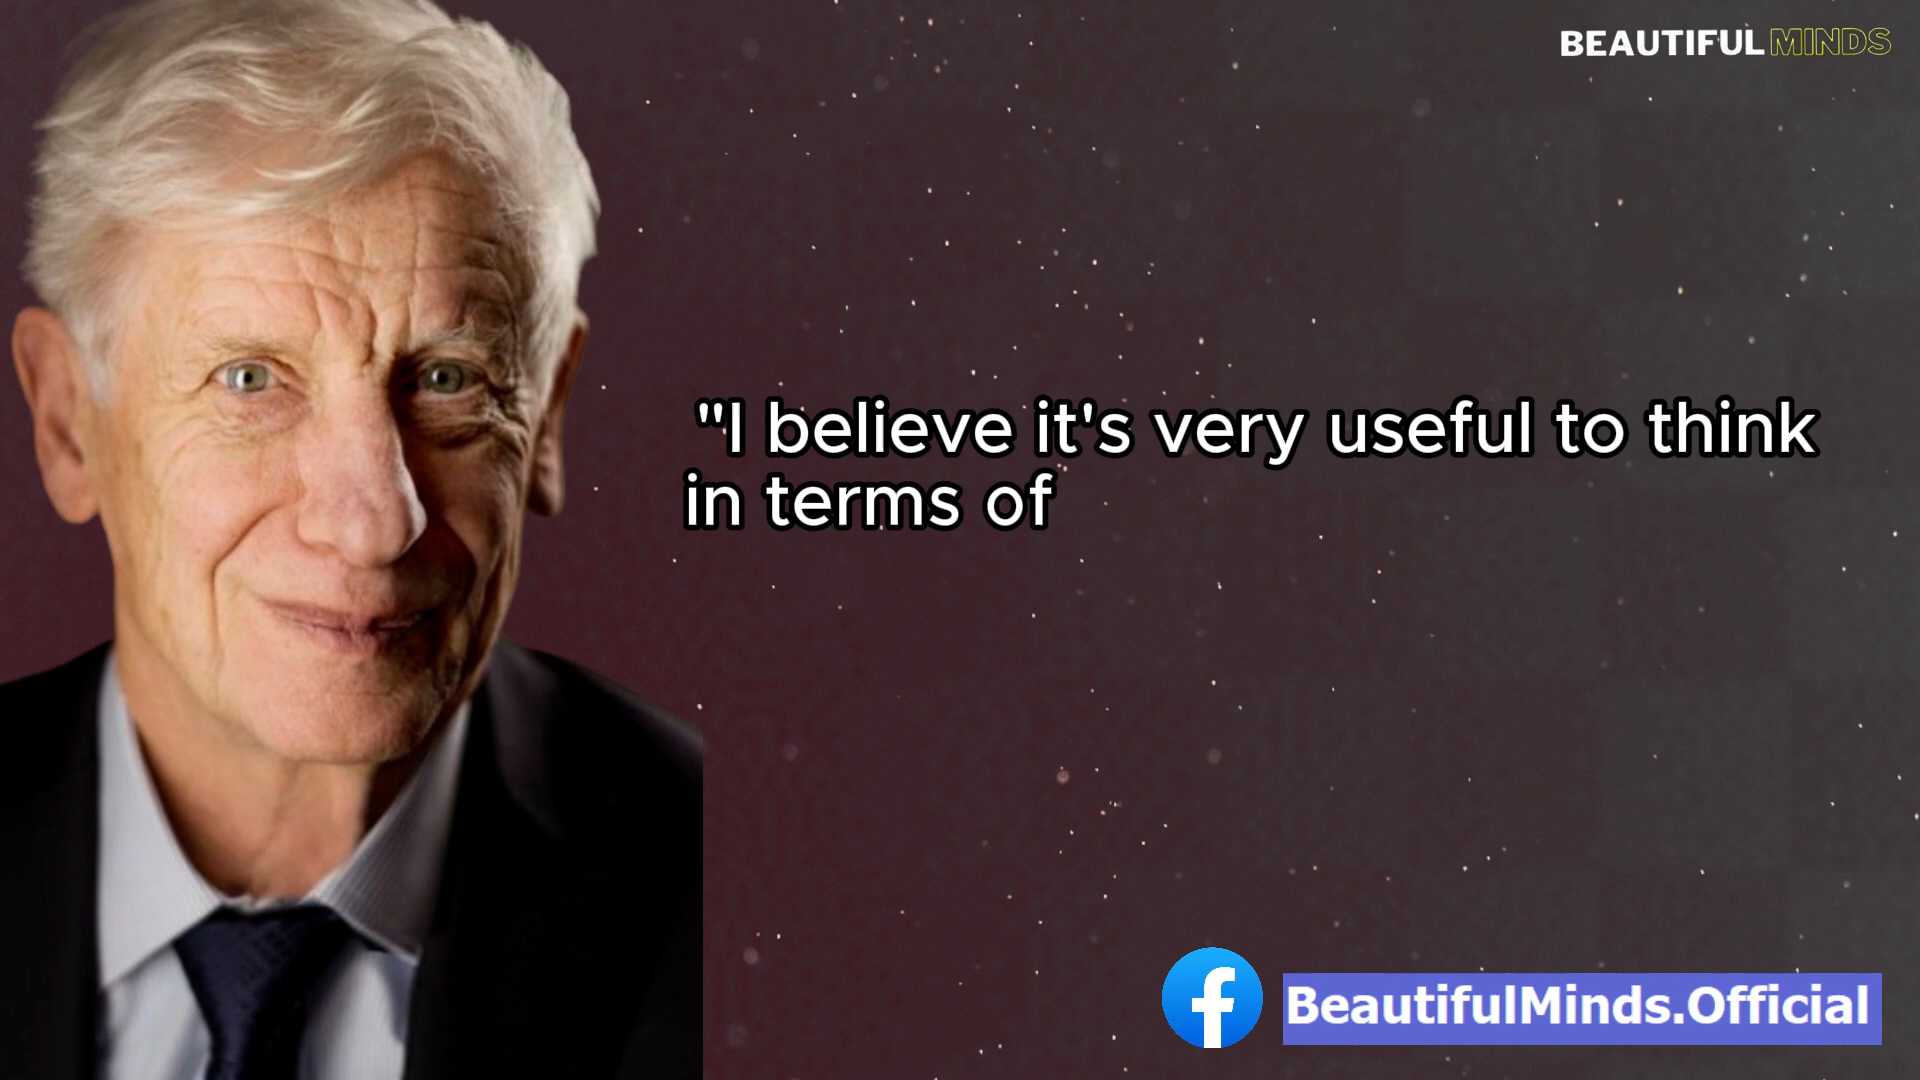 BEAUTIFUL MINDS
"I believe it's very useful to think
in terms of
f
BeautifulMinds.Official